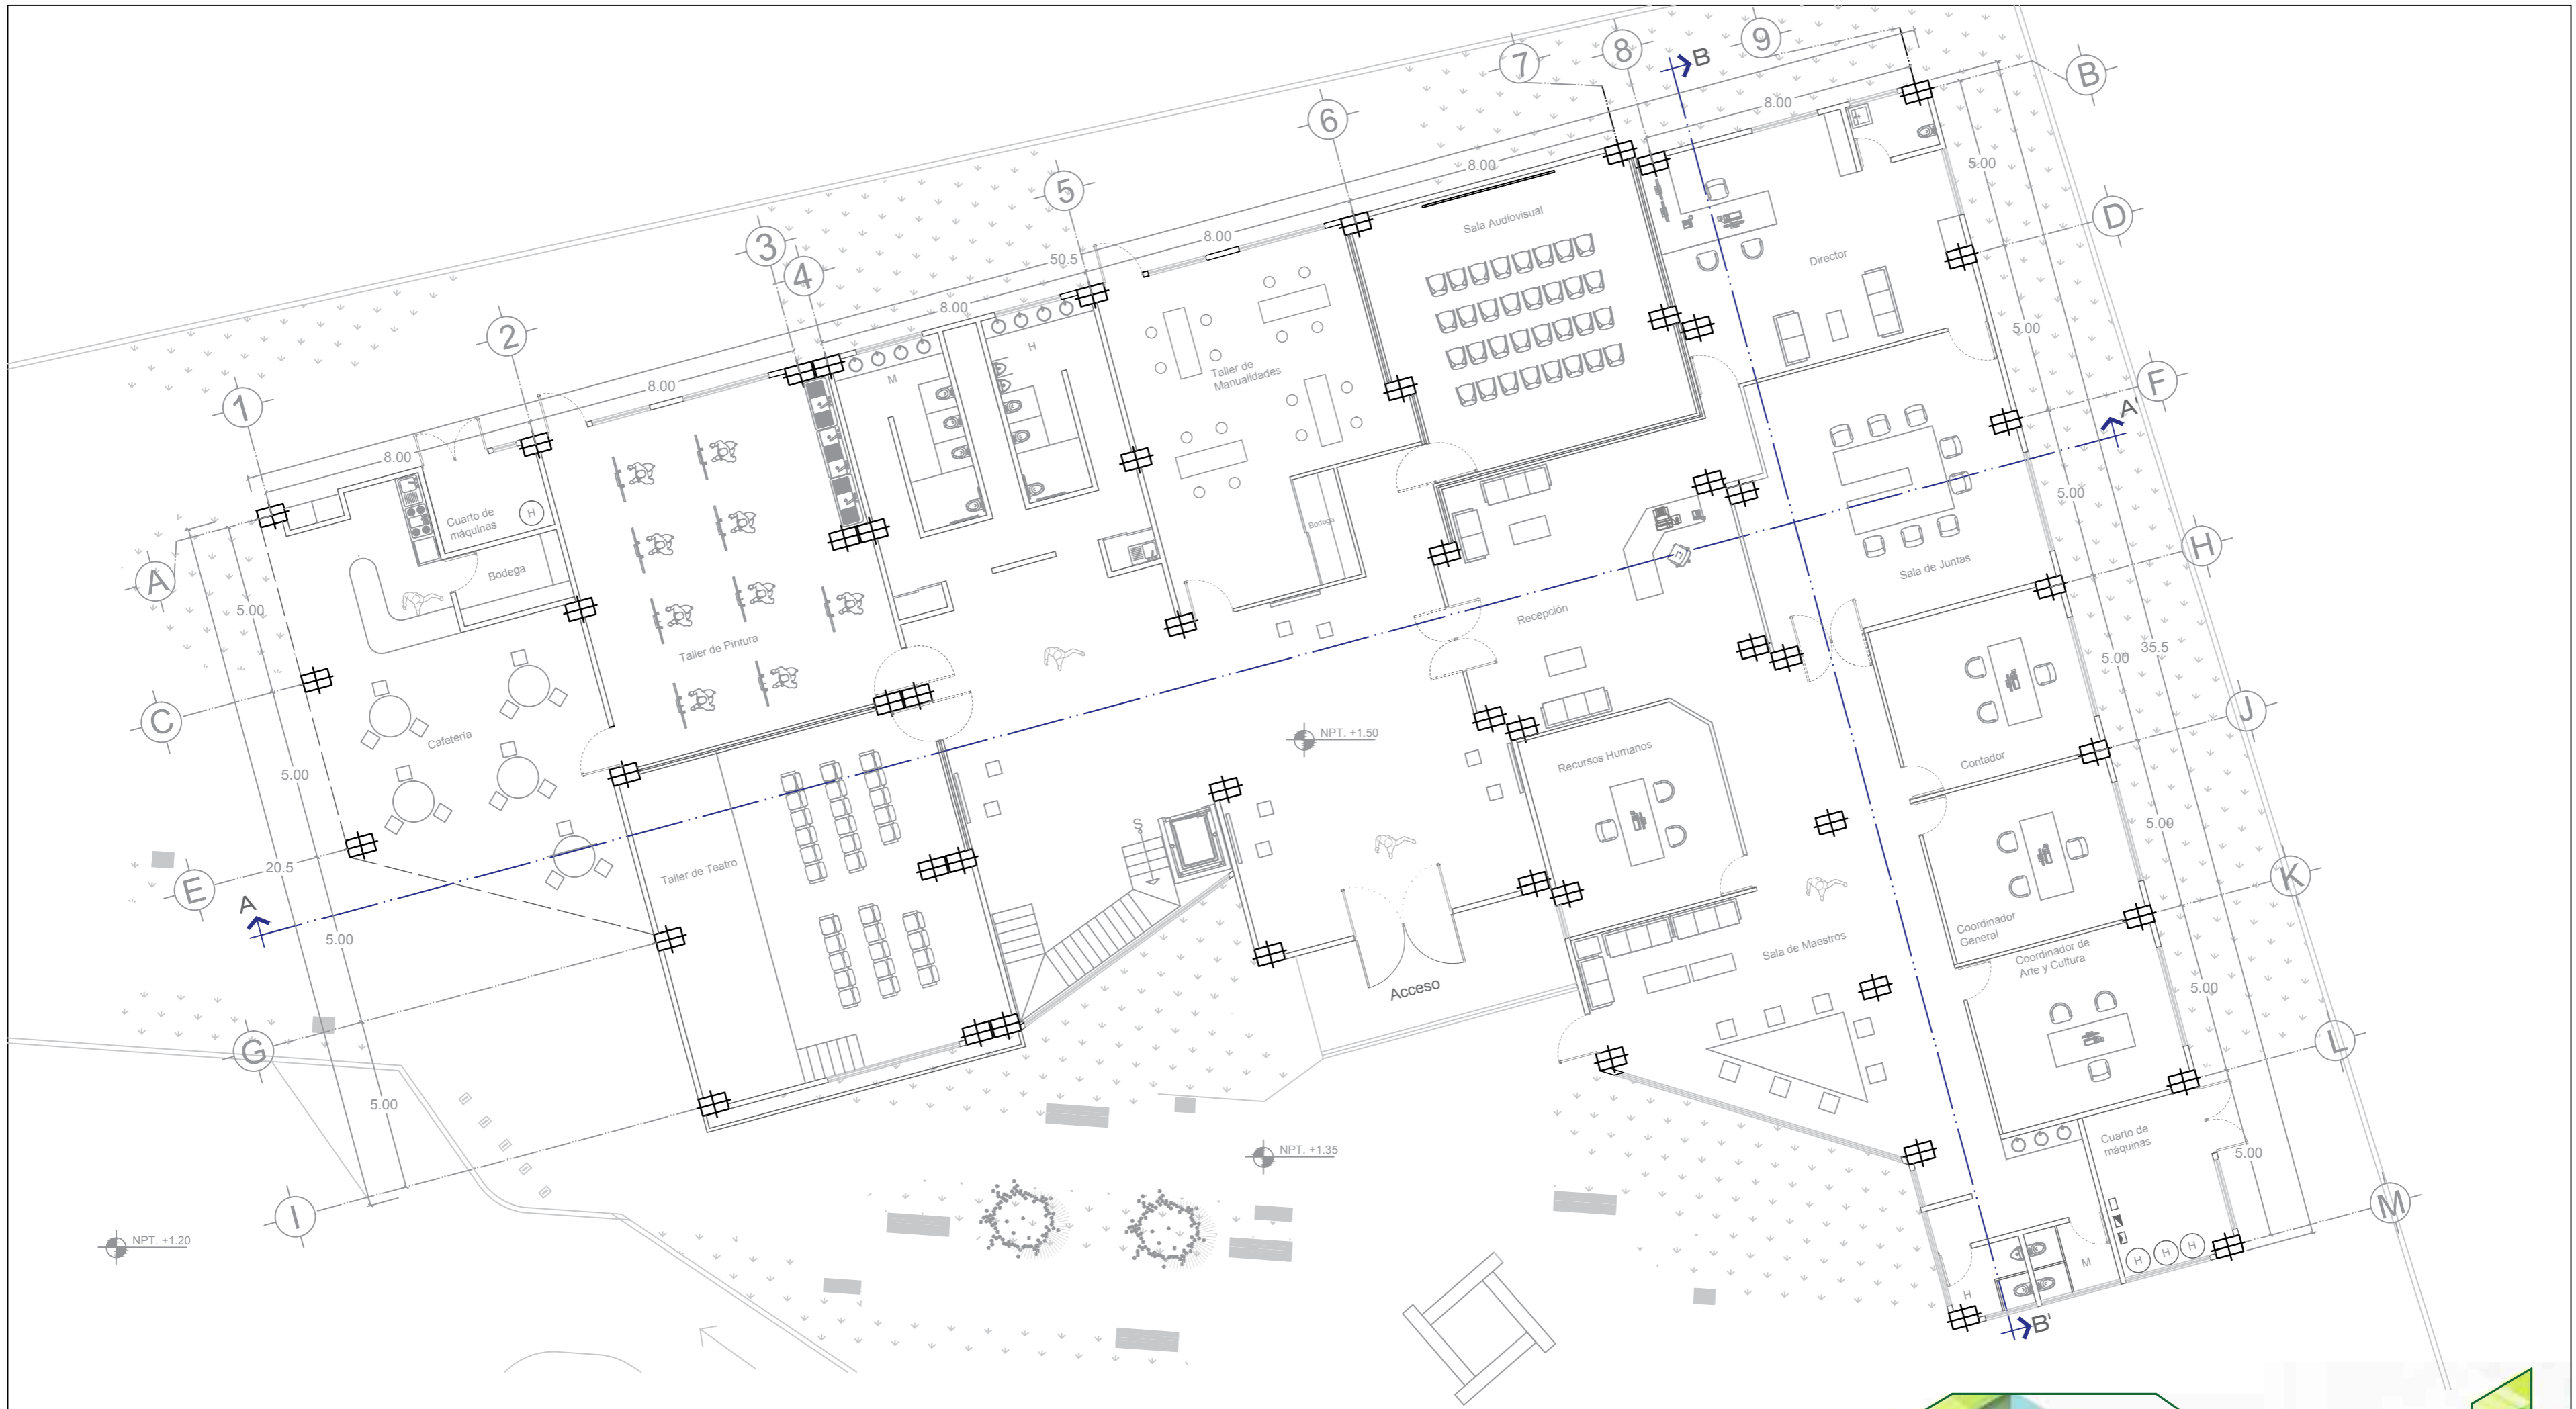 7
8
9
B
B
8.00
6
D
5
8.00
5.00
Sala Audiovisual
3
4
8.00
50.5
Director
2
8.00
H
5.00
1
8.00
M
Taller de
Manualidades
F
A'
8.00
Cuarto de
máquinas
H
Bodega
5.00
H
A
Bodega
Sala de Juntas
5.00
Recepción
Taller de Pintura
5.00
35.5
C
Cafetería
NPT. +1.50
Recursos Humanos
Contador
J
5.00
S
5.00
20.5
E
A
Taller de Teatro
K
5.00
Acceso
Sala de Maestros
Coordinador
General
Coordinador de
Arte y Cultura
5.00
G
L
5.00
I
NPT. +1.35
Cuarto de
máquinas
5.00
M
NPT. +1.20
H
M
H
H
H
B'